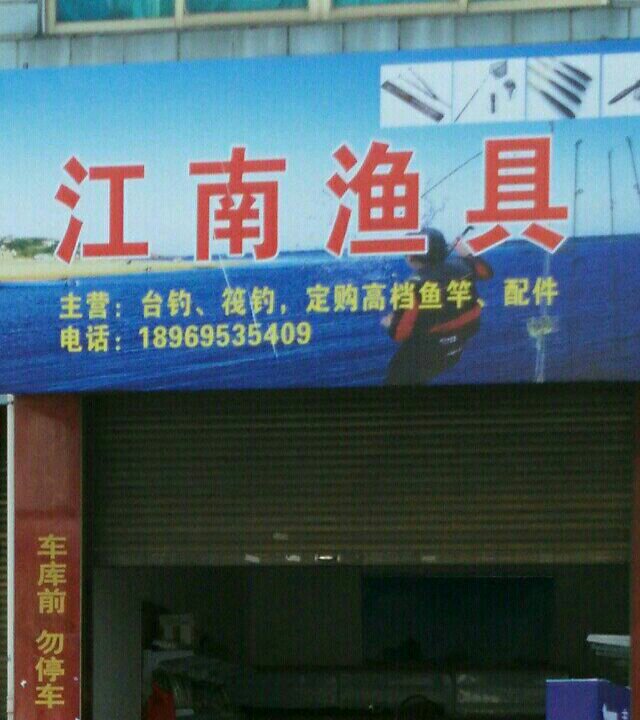 江南渔具
主营：台钓、筏钓，定购高档鱼竿、配件
电话：18969535409
车库前 勿停车